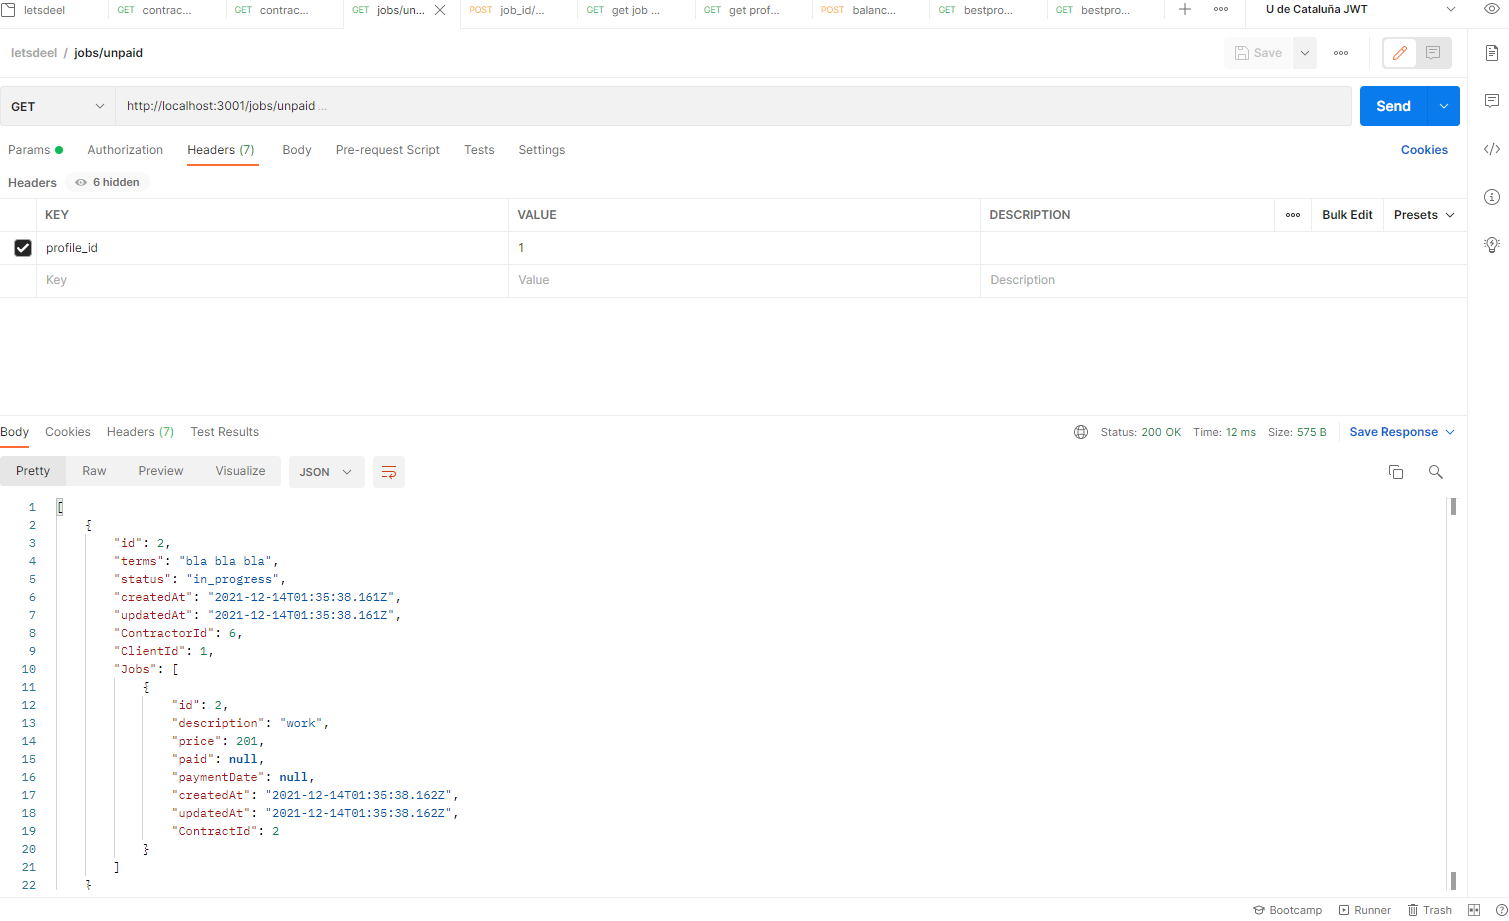 letsdeel GET contrac... GET contrac... GET jobs/un... POST job_id/... GET get job ... GET get prof... POST balanc... GET bestpro... GET bestpro... U de Cataluña JWT
letsdeel / jobs/unpaid Save
GET http://localhost:3001/jobs/unpaid ... Send
Params Authorization Headers (7) Body Pre-request Script Tests Settings Cookies
Headers 6 hidden
KEY VALUE DESCRIPTION Bulk Edit Presets
profile_id 1
Key Value Description
Body Cookies Headers (7) Test Results Status: 200 OK Time: 12 ms Size: 575 B Save Response
Pretty Raw Preview Visualize JSON
1 [
2 {
3 "id": 2,
4 "terms": "bla bla bla",
5 "status": "in_progress",
6 "createdAt": "2021-12-14T01:35:38.161Z",
7 "updatedAt": "2021-12-14T01:35:38.161Z",
8 "ContractorId": 6,
9 "ClientId": 1,
10 "Jobs": [
11 {
12 "id": 2,
13 "description": "work",
14 "price": 201,
15 "paid": null,
16 "paymentDate": null,
17 "createdAt": "2021-12-14T01:35:38.162Z",
18 "updatedAt": "2021-12-14T01:35:38.162Z",
19 "ContractId": 2
20 }
21 ]
22 }
Bootcamp Runner Trash